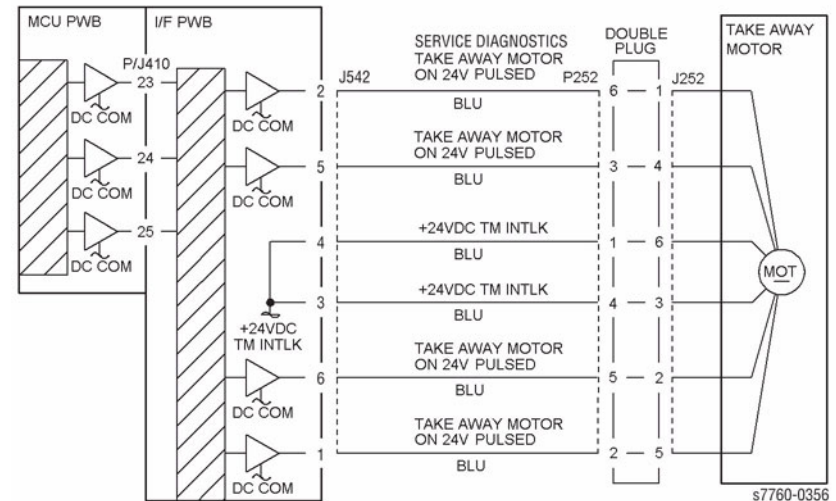 MCU PWB
I/F PWB
P/J410
23
DC COM
24
DC COM
25
DC COM
DC COM
DC COM
+24VDC
TM INTLK
DC COM
DC COM
2
5
4
3
6
1
J542
SERVICE DIAGNOSTICS
TAKE AWAY MOTOR
ON 24V PULSED
BLU
TAKE AWAY MOTOR
ON 24V PULSED
BLU
+24VDC TM INTLK
BLU
+24VDC TM INTLK
BLU
TAKE AWAY MOTOR
ON 24V PULSED
BLU
TAKE AWAY MOTOR
ON 24V PULSED
BLU
DOUBLE
PLUG
P252
J252
6 — 1
3 — 4
1 — 6
4 — 3
5 — 2
2 — 5
TAKE AWAY
MOTOR
MOT
s7760-0356